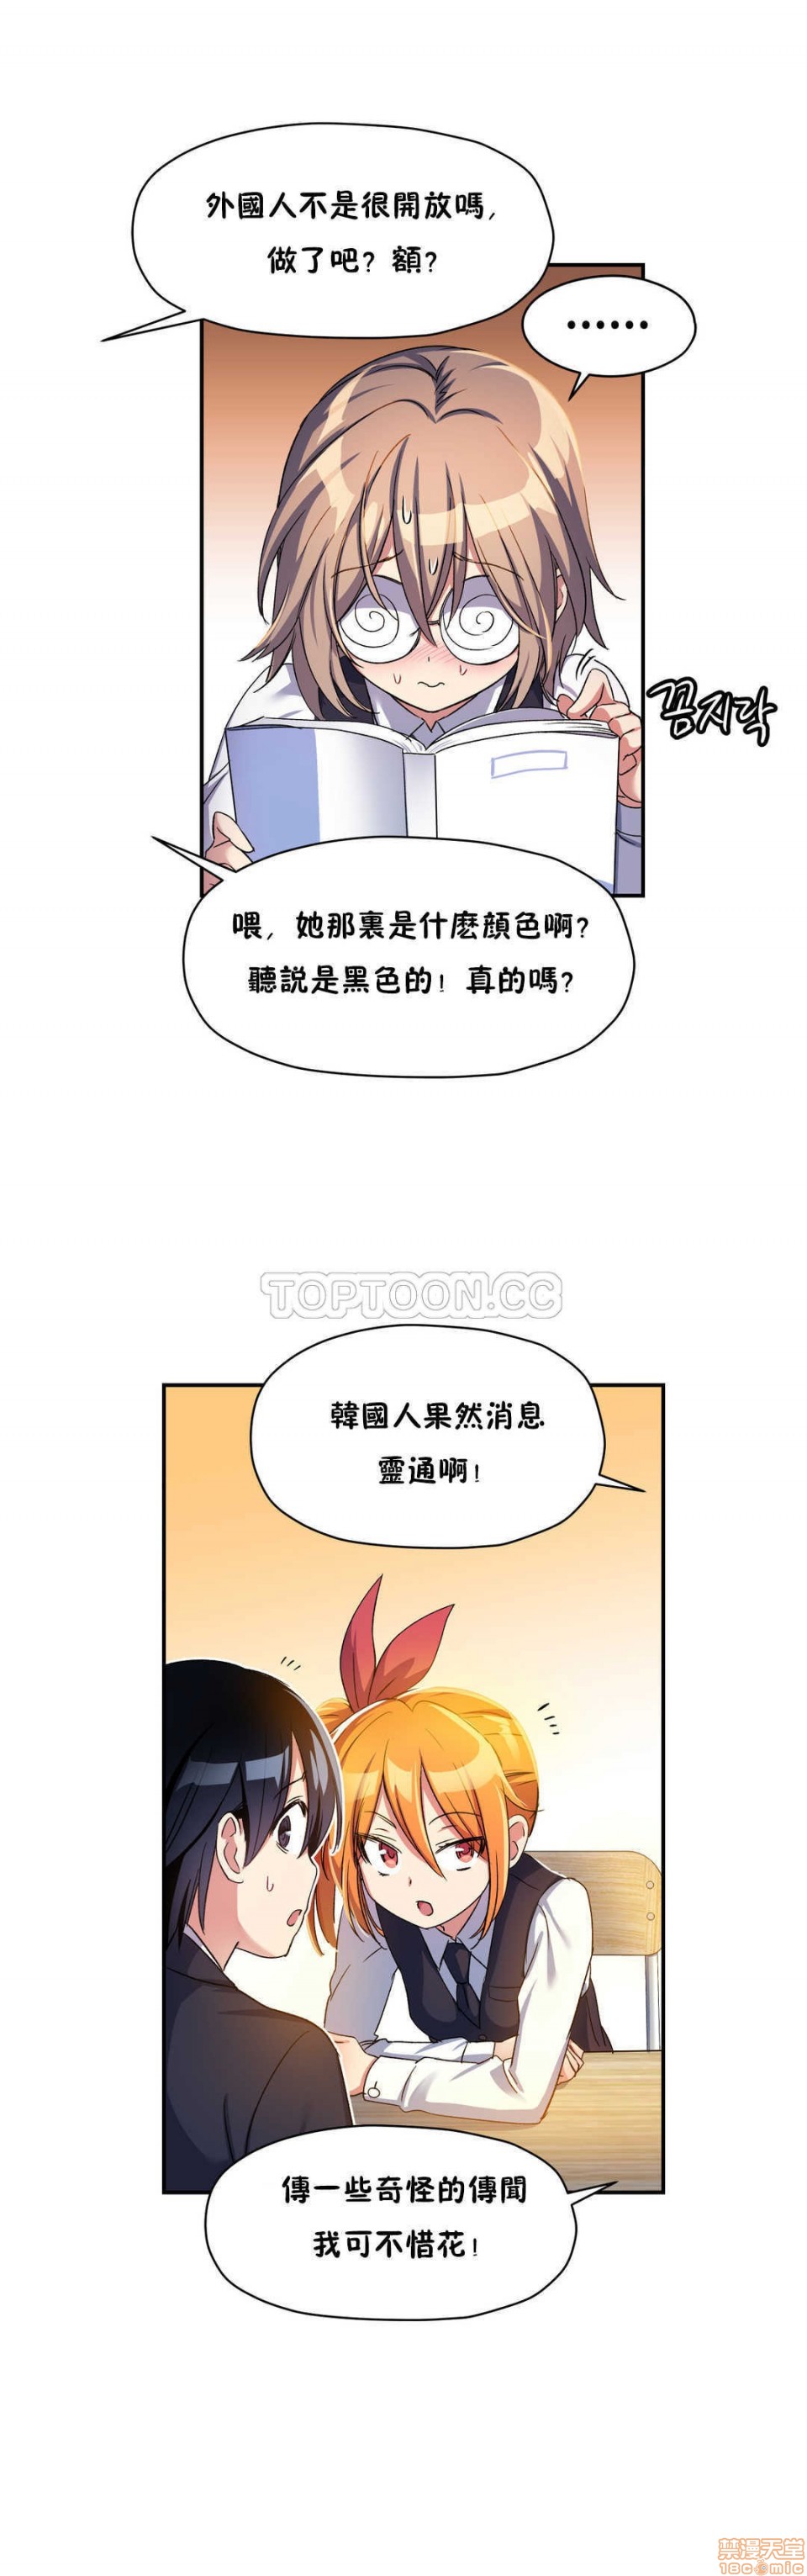 外國人不是很開放嗎,
做了吧? 額?
••••••
꼼지락
喂, 她那裏是什麽顔色啊?
聽説是黑色的! 真的嗎?
TOPTOON.CC
韓國人果然消息
靈通啊!
傳一些奇怪的傳聞
我可不惜花!
禁漫天堂
18comic